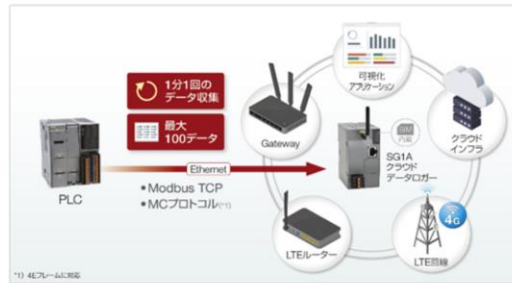 1分1回の
データ収集
最大
100データ
Ethernet
PLC
• Modbus TCP
• MCプロトコル(*1)
可視化
アプリケーション
Gateway
SIM
内蔵
SG1A
クラウド
データロガー
クラウド
インフラ
4G
LTEルーター
LTE回線
*1) 4Eフレームに対応